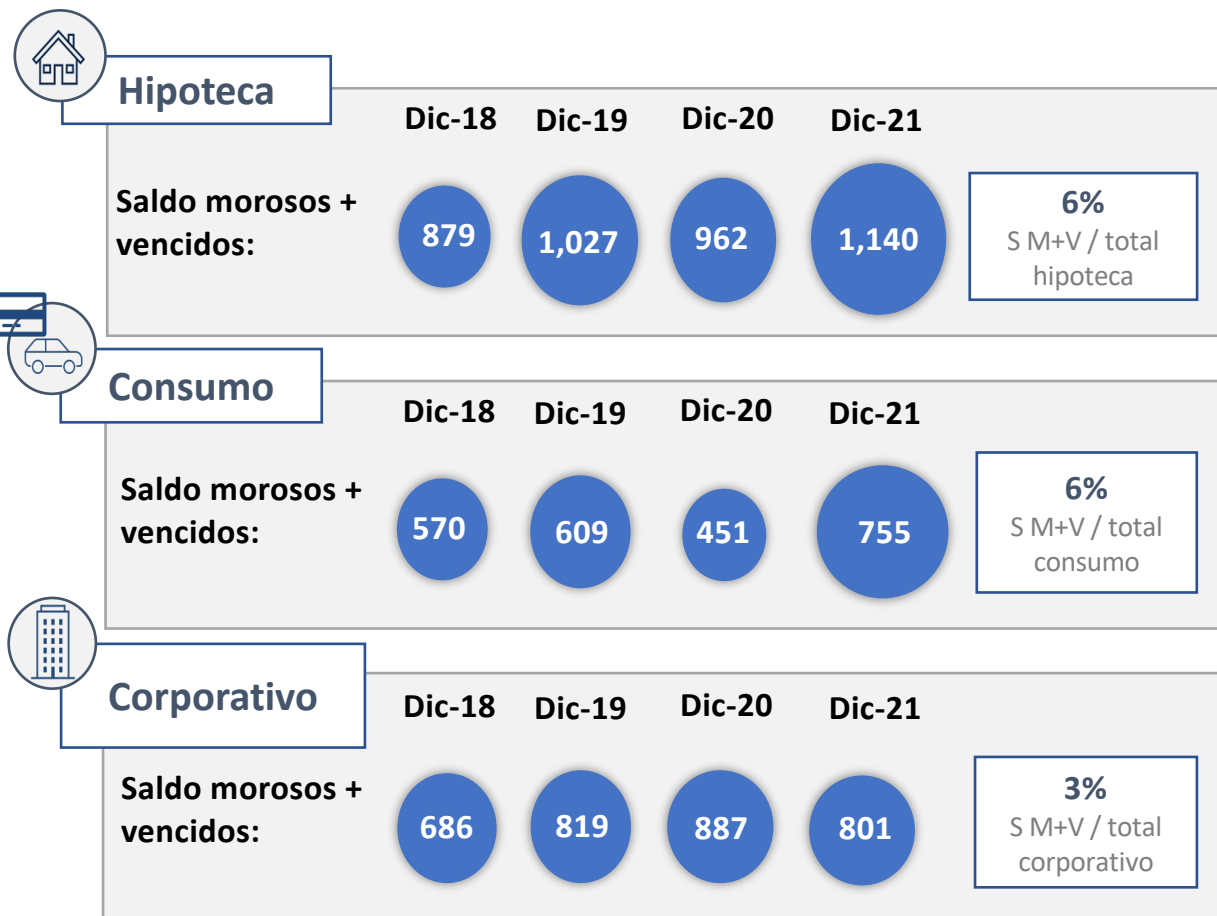 Hipoteca
Dic-18 Dic-19 Dic-20 Dic-21
Saldo morosos +
vencidos:
879 1,027 962 1,140
6%
S M+V / total
hipoteca
Consumo
Dic-18 Dic-19 Dic-20 Dic-21
Saldo morosos +
vencidos:
570 609 451 755
6%
S M+V / total
consumo
Corporativo
Dic-18 Dic-19 Dic-20 Dic-21
Saldo morosos +
vencidos:
686 819 887 801
3%
S M+V / total
corporativo